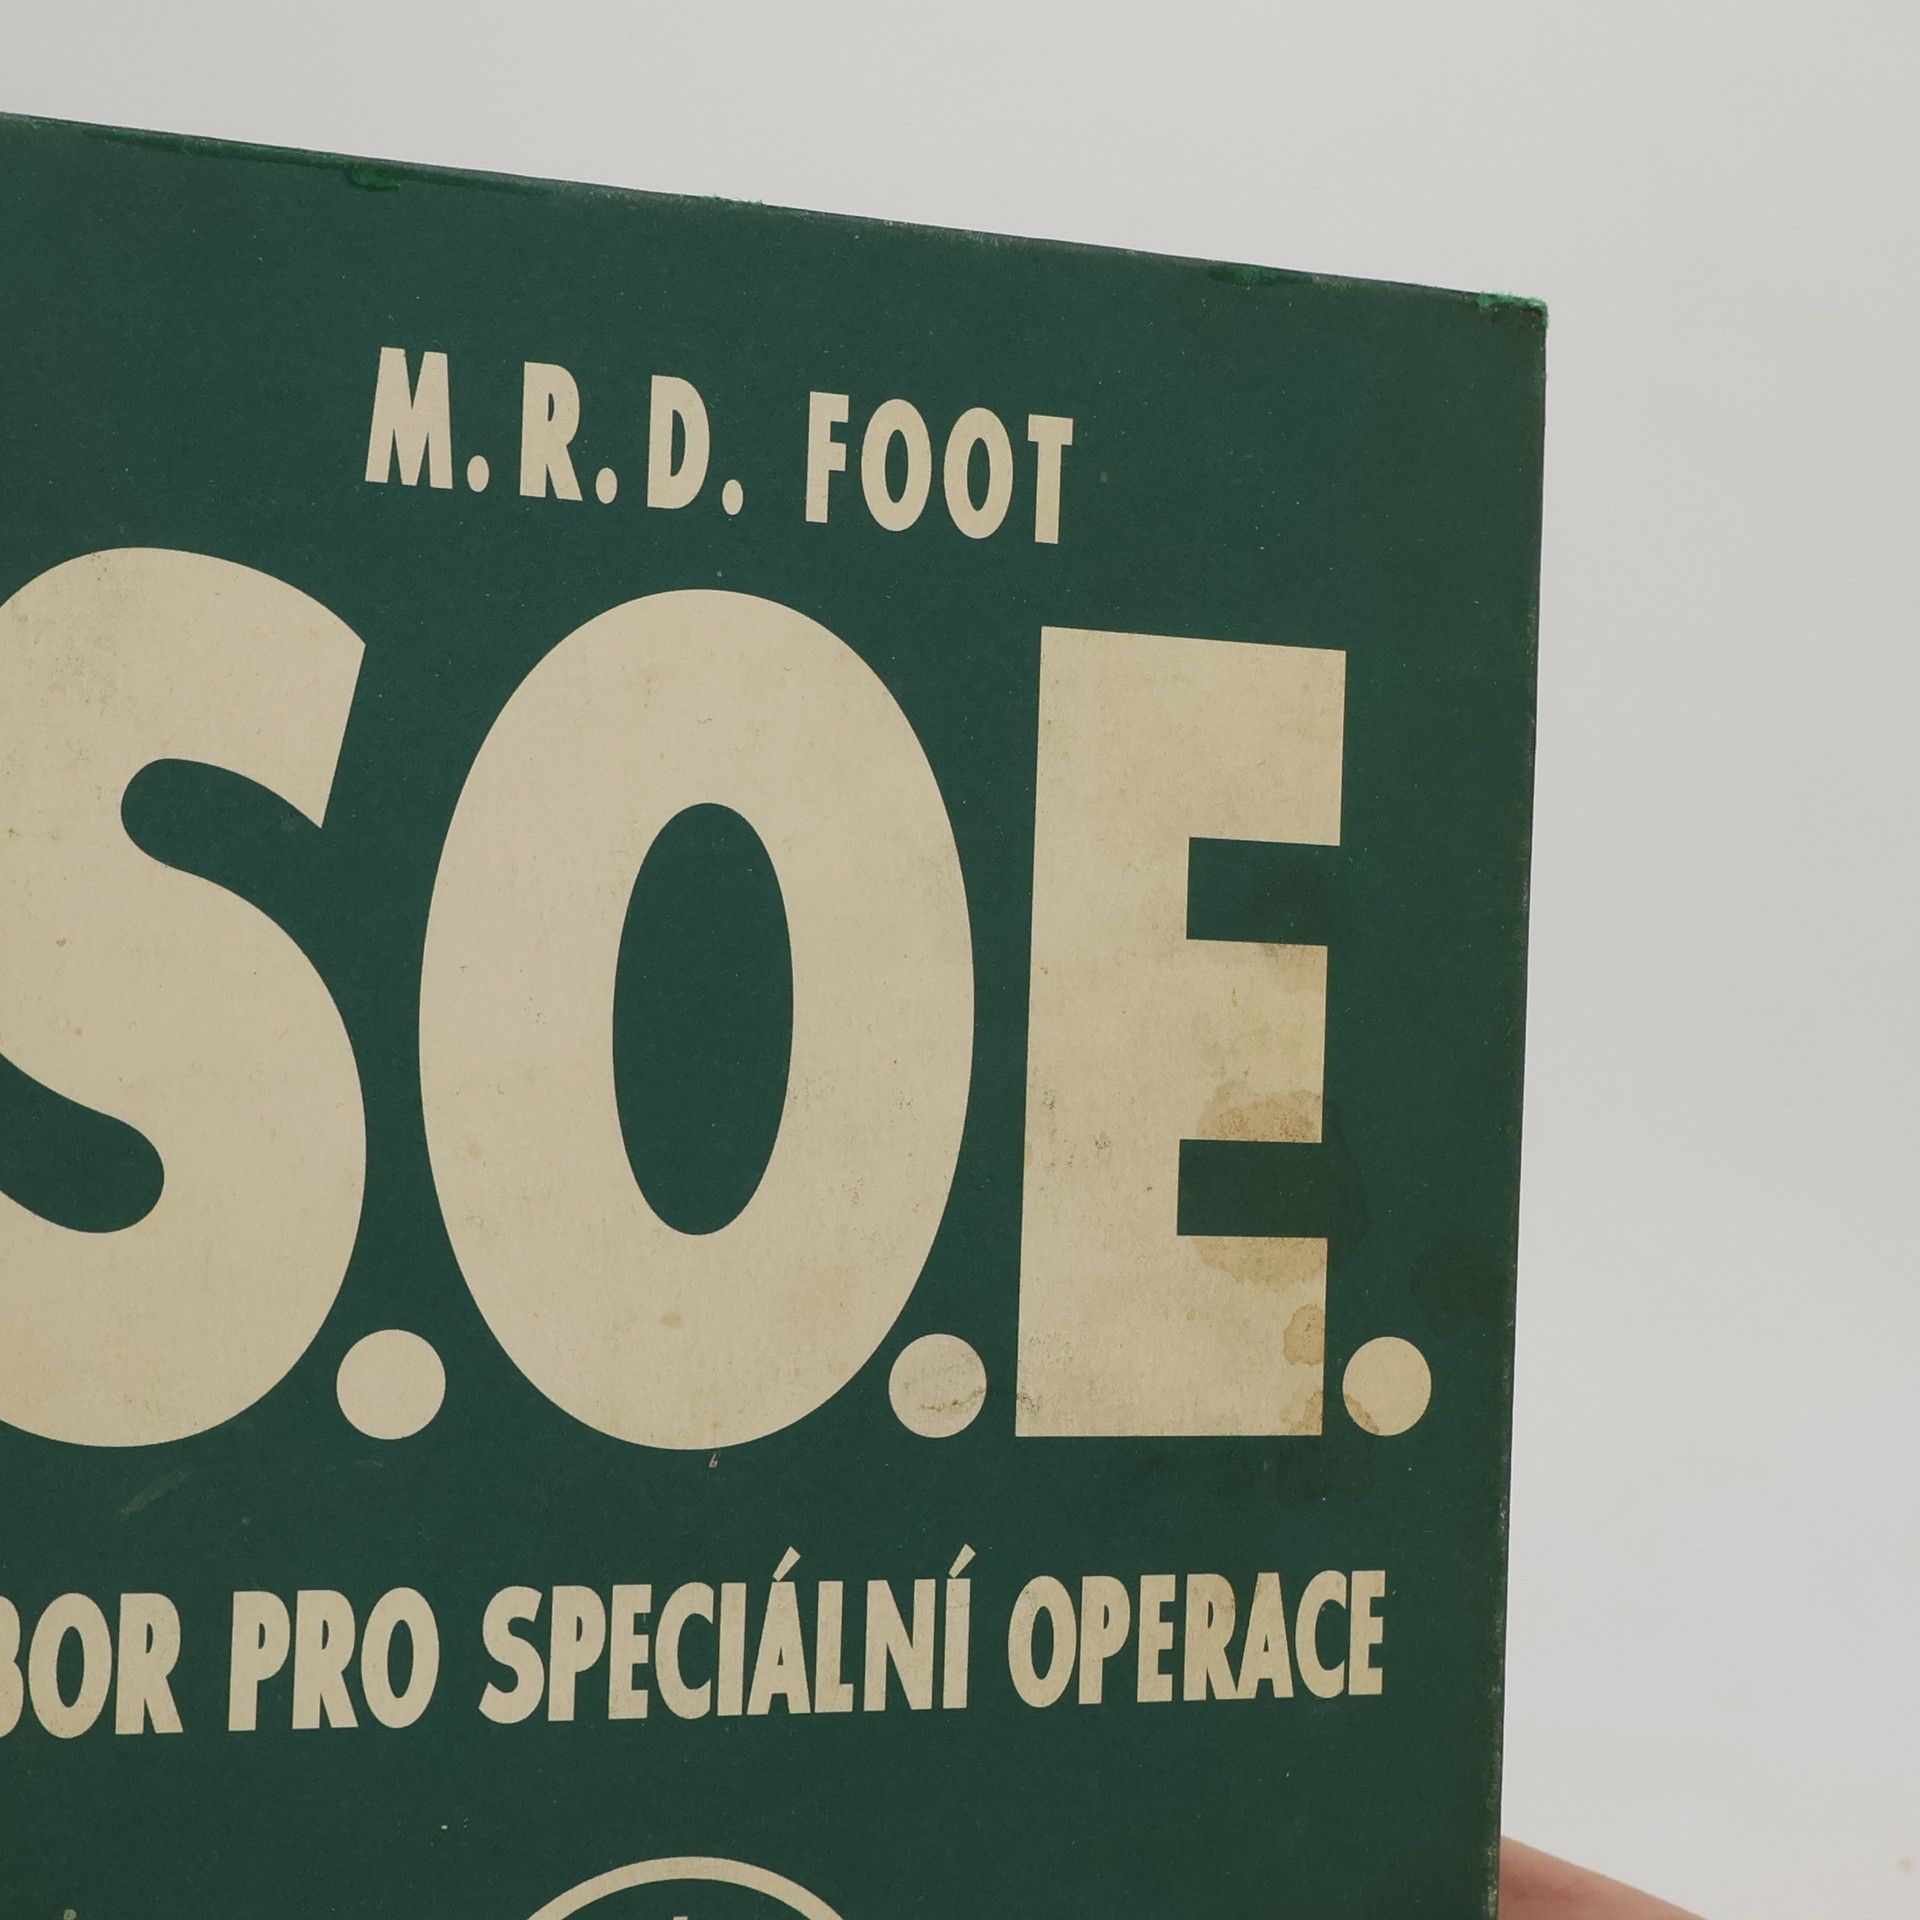 M.R.D. FOOT
S.O.E.
BOR PRO SPECIÁLNÍ OPERACE